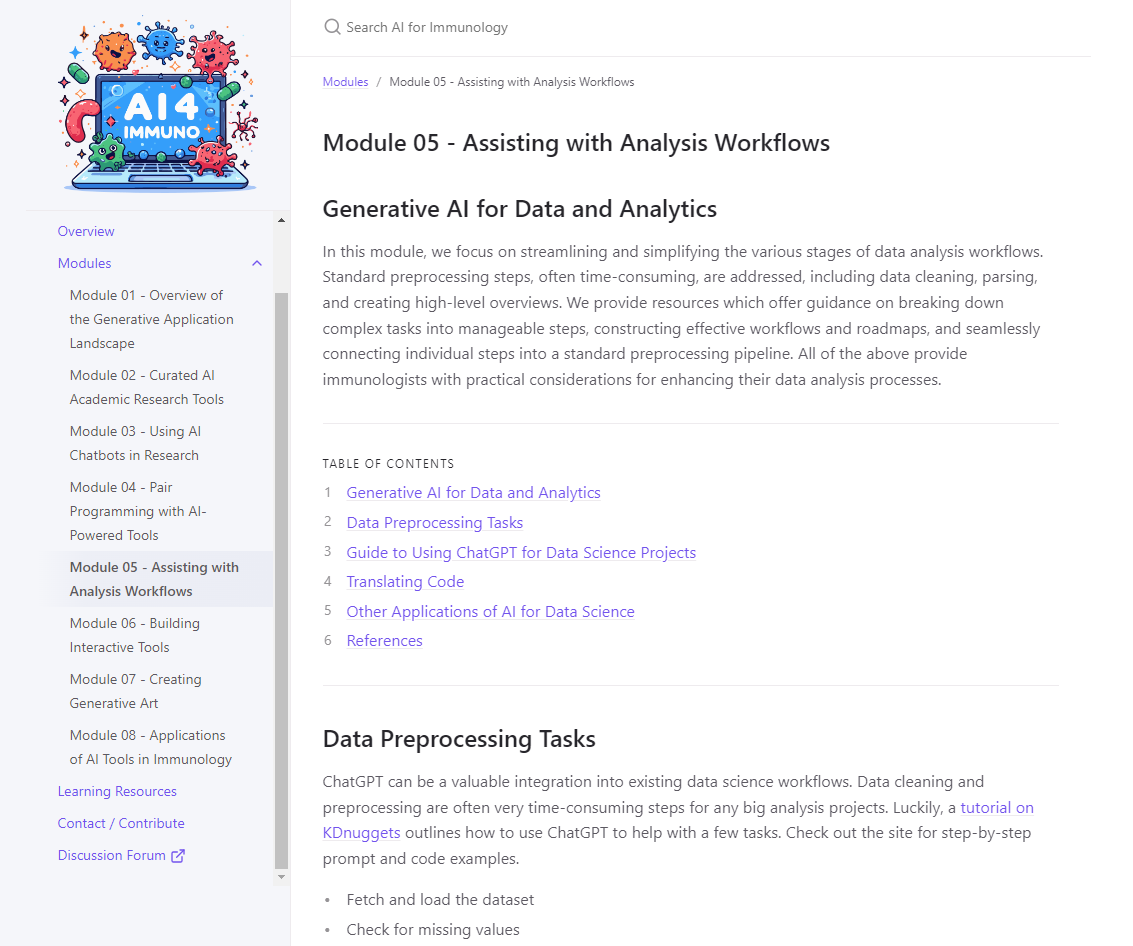 AI4
IMMUNO
Overview
Modules
Module 01 - Overview of
the Generative Application
Landscape
Module 02 - Curated AI
Academic Research Tools
Module 03 - Using AI
Chatbots in Research
Module 04 - Pair
Programming with AI-
Powered Tools
Module 05 - Assisting with
Analysis Workflows
Module 06 - Building
Interactive Tools
Module 07 - Creating
Generative Art
Module 08 - Applications
of AI Tools in Immunology
Learning Resources
Contact / Contribute
Discussion Forum
Search AI for Immunology
Modules / Module 05 - Assisting with Analysis Workflows
Module 05 - Assisting with Analysis Workflows
Generative AI for Data and Analytics
In this module, we focus on streamlining and simplifying the various stages of data analysis workflows.
Standard preprocessing steps, often time-consuming, are addressed, including data cleaning, parsing,
and creating high-level overviews. We provide resources which offer guidance on breaking down
complex tasks into manageable steps, constructing effective workflows and roadmaps, and seamlessly
connecting individual steps into a standard preprocessing pipeline. All of the above provide
immunologists with practical considerations for enhancing their data analysis processes.
TABLE OF CONTENTS
1 Generative AI for Data and Analytics
2 Data Preprocessing Tasks
3 Guide to Using ChatGPT for Data Science Projects
4 Translating Code
5 Other Applications of AI for Data Science
6 References
Data Preprocessing Tasks
ChatGPT can be a valuable integration into existing data science workflows. Data cleaning and
preprocessing are often very time-consuming steps for any big analysis projects. Luckily, a tutorial on
KDnuggets outlines how to use ChatGPT to help with a few tasks. Check out the site for step-by-step
prompt and code examples.
• Fetch and load the dataset
• Check for missing values